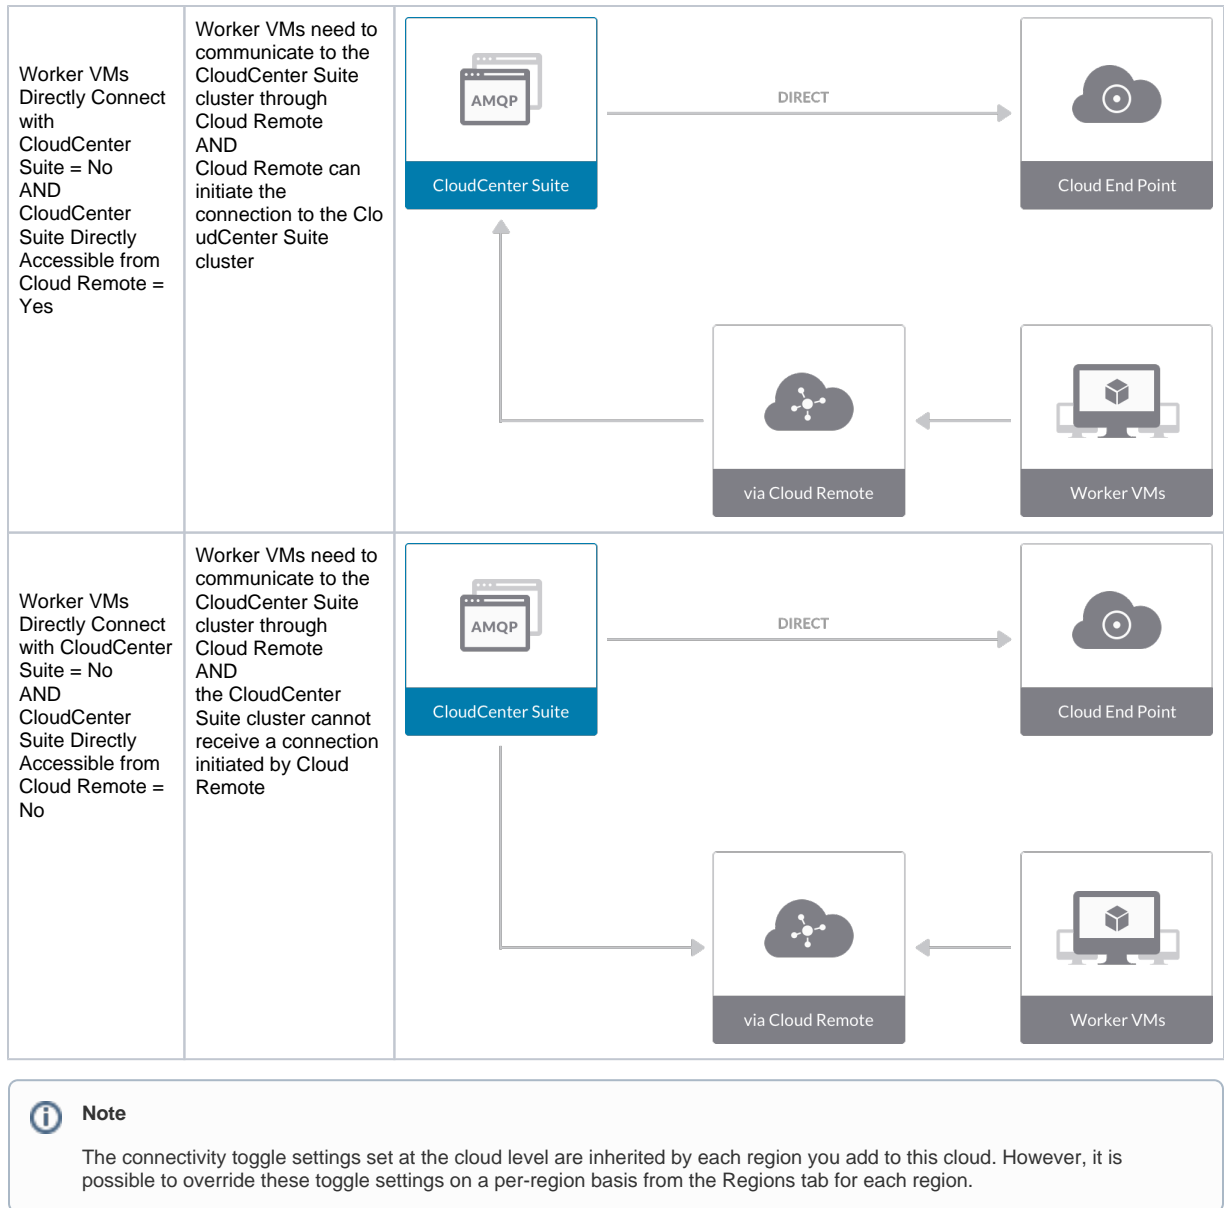 Worker VMs
Directly Connect
with
CloudCenter
Suite = No
AND
CloudCenter
Suite Directly
Accessible from
Cloud Remote =
Yes
Worker VMs need to
communicate to the
CloudCenter Suite
cluster through
Cloud Remote
AND
Cloud Remote can
initiate the
connection to the Clo
udCenter Suite
cluster
AMQP
CloudCenter Suite
DIRECT
Cloud End Point
via Cloud Remote
Worker VMs
Worker VMs
Directly Connect
with CloudCenter
Suite = No
AND
CloudCenter
Suite Directly
Accessible from
Cloud Remote =
No
Worker VMs need to
communicate to the
CloudCenter Suite
cluster through
Cloud Remote
AND
the CloudCenter
Suite cluster cannot
receive a connection
initiated by Cloud
Remote
AMQP
CloudCenter Suite
DIRECT
Cloud End Point
via Cloud Remote
Worker VMs
Note
The connectivity toggle settings set at the cloud level are inherited by each region you add to this cloud. However, it is
possible to override these toggle settings on a per-region basis from the Regions tab for each region.